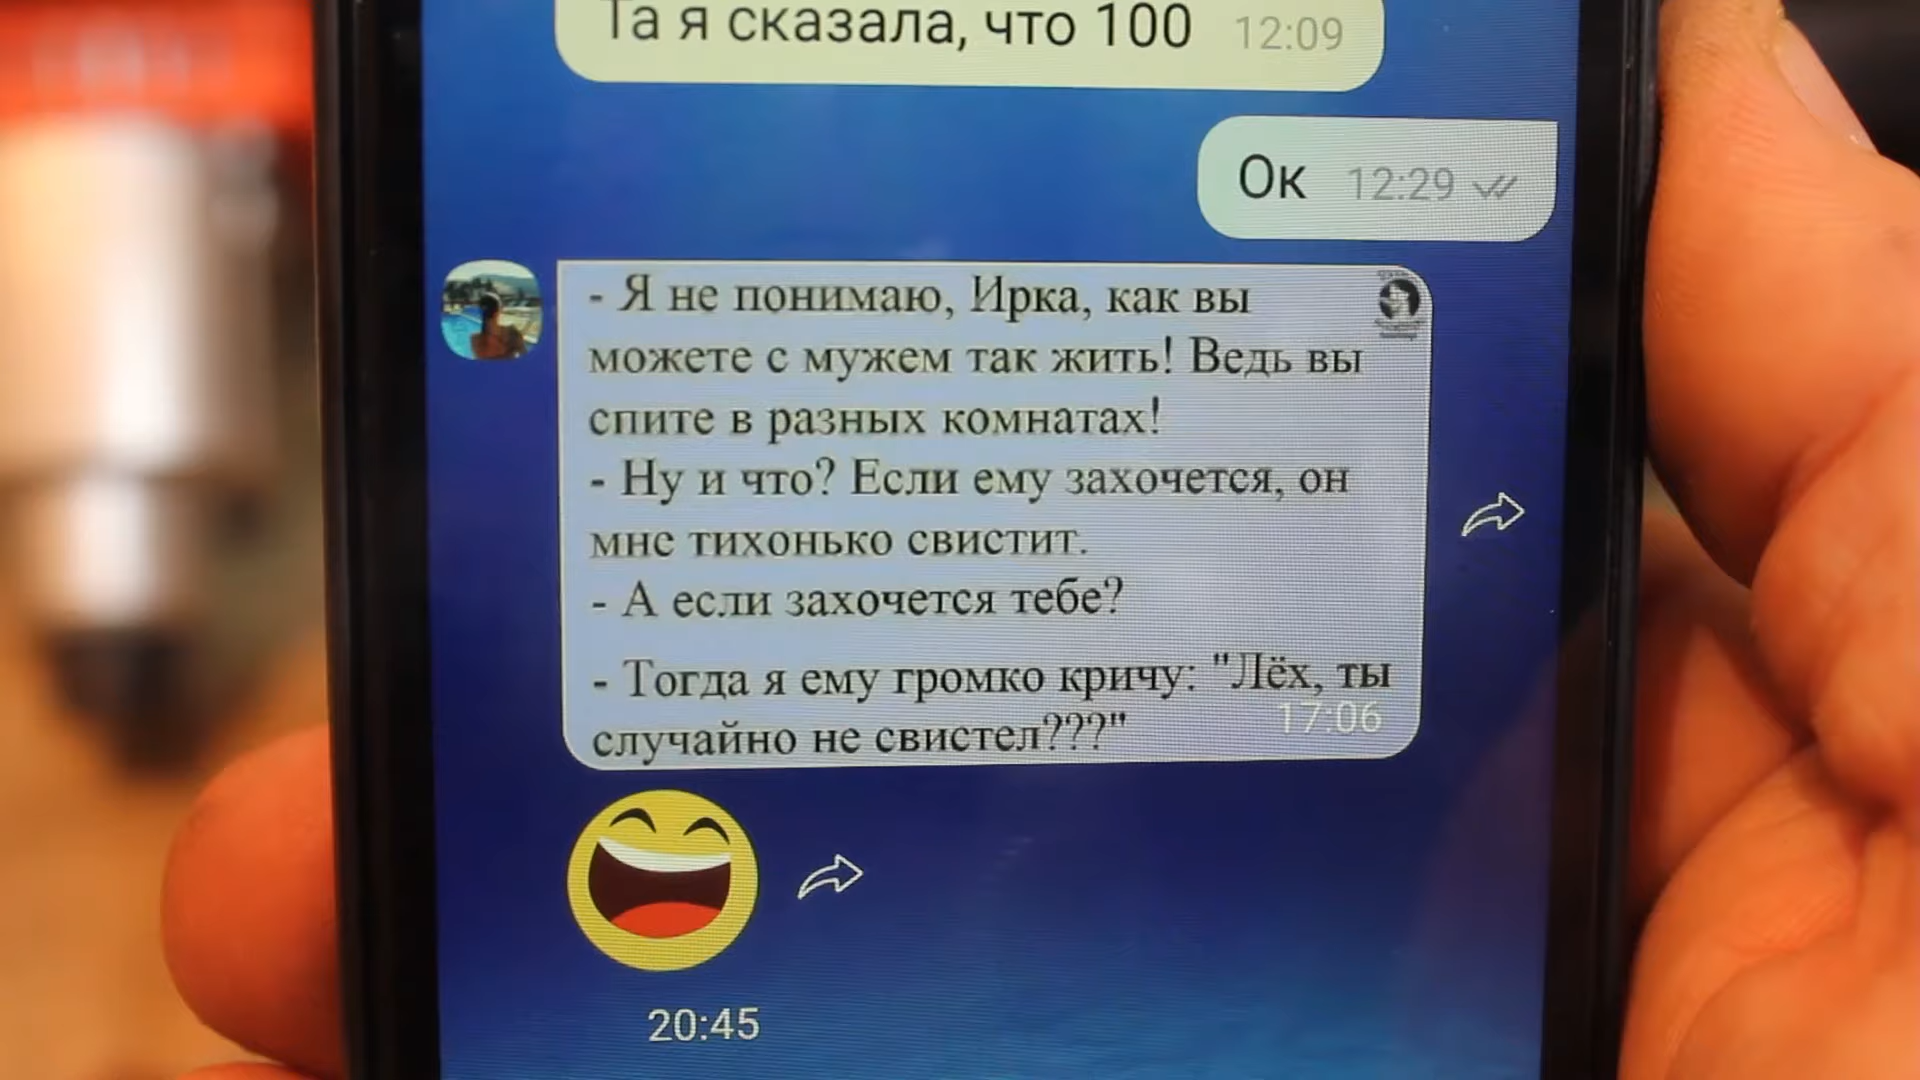 Та я сказала, что 100 12:09
Ок 12:29
- Я не понимаю, Ирка, как вы
можете с мужем так жить! Ведь вы
спите в разных комнатах!
- Ну и что? Если ему захочется, он
мне тихонько свистит.
- А если захочется тебе?
- Тогда я ему громко кричу: "Лёх, ты
случайно не свистел???"
17:06
20:45